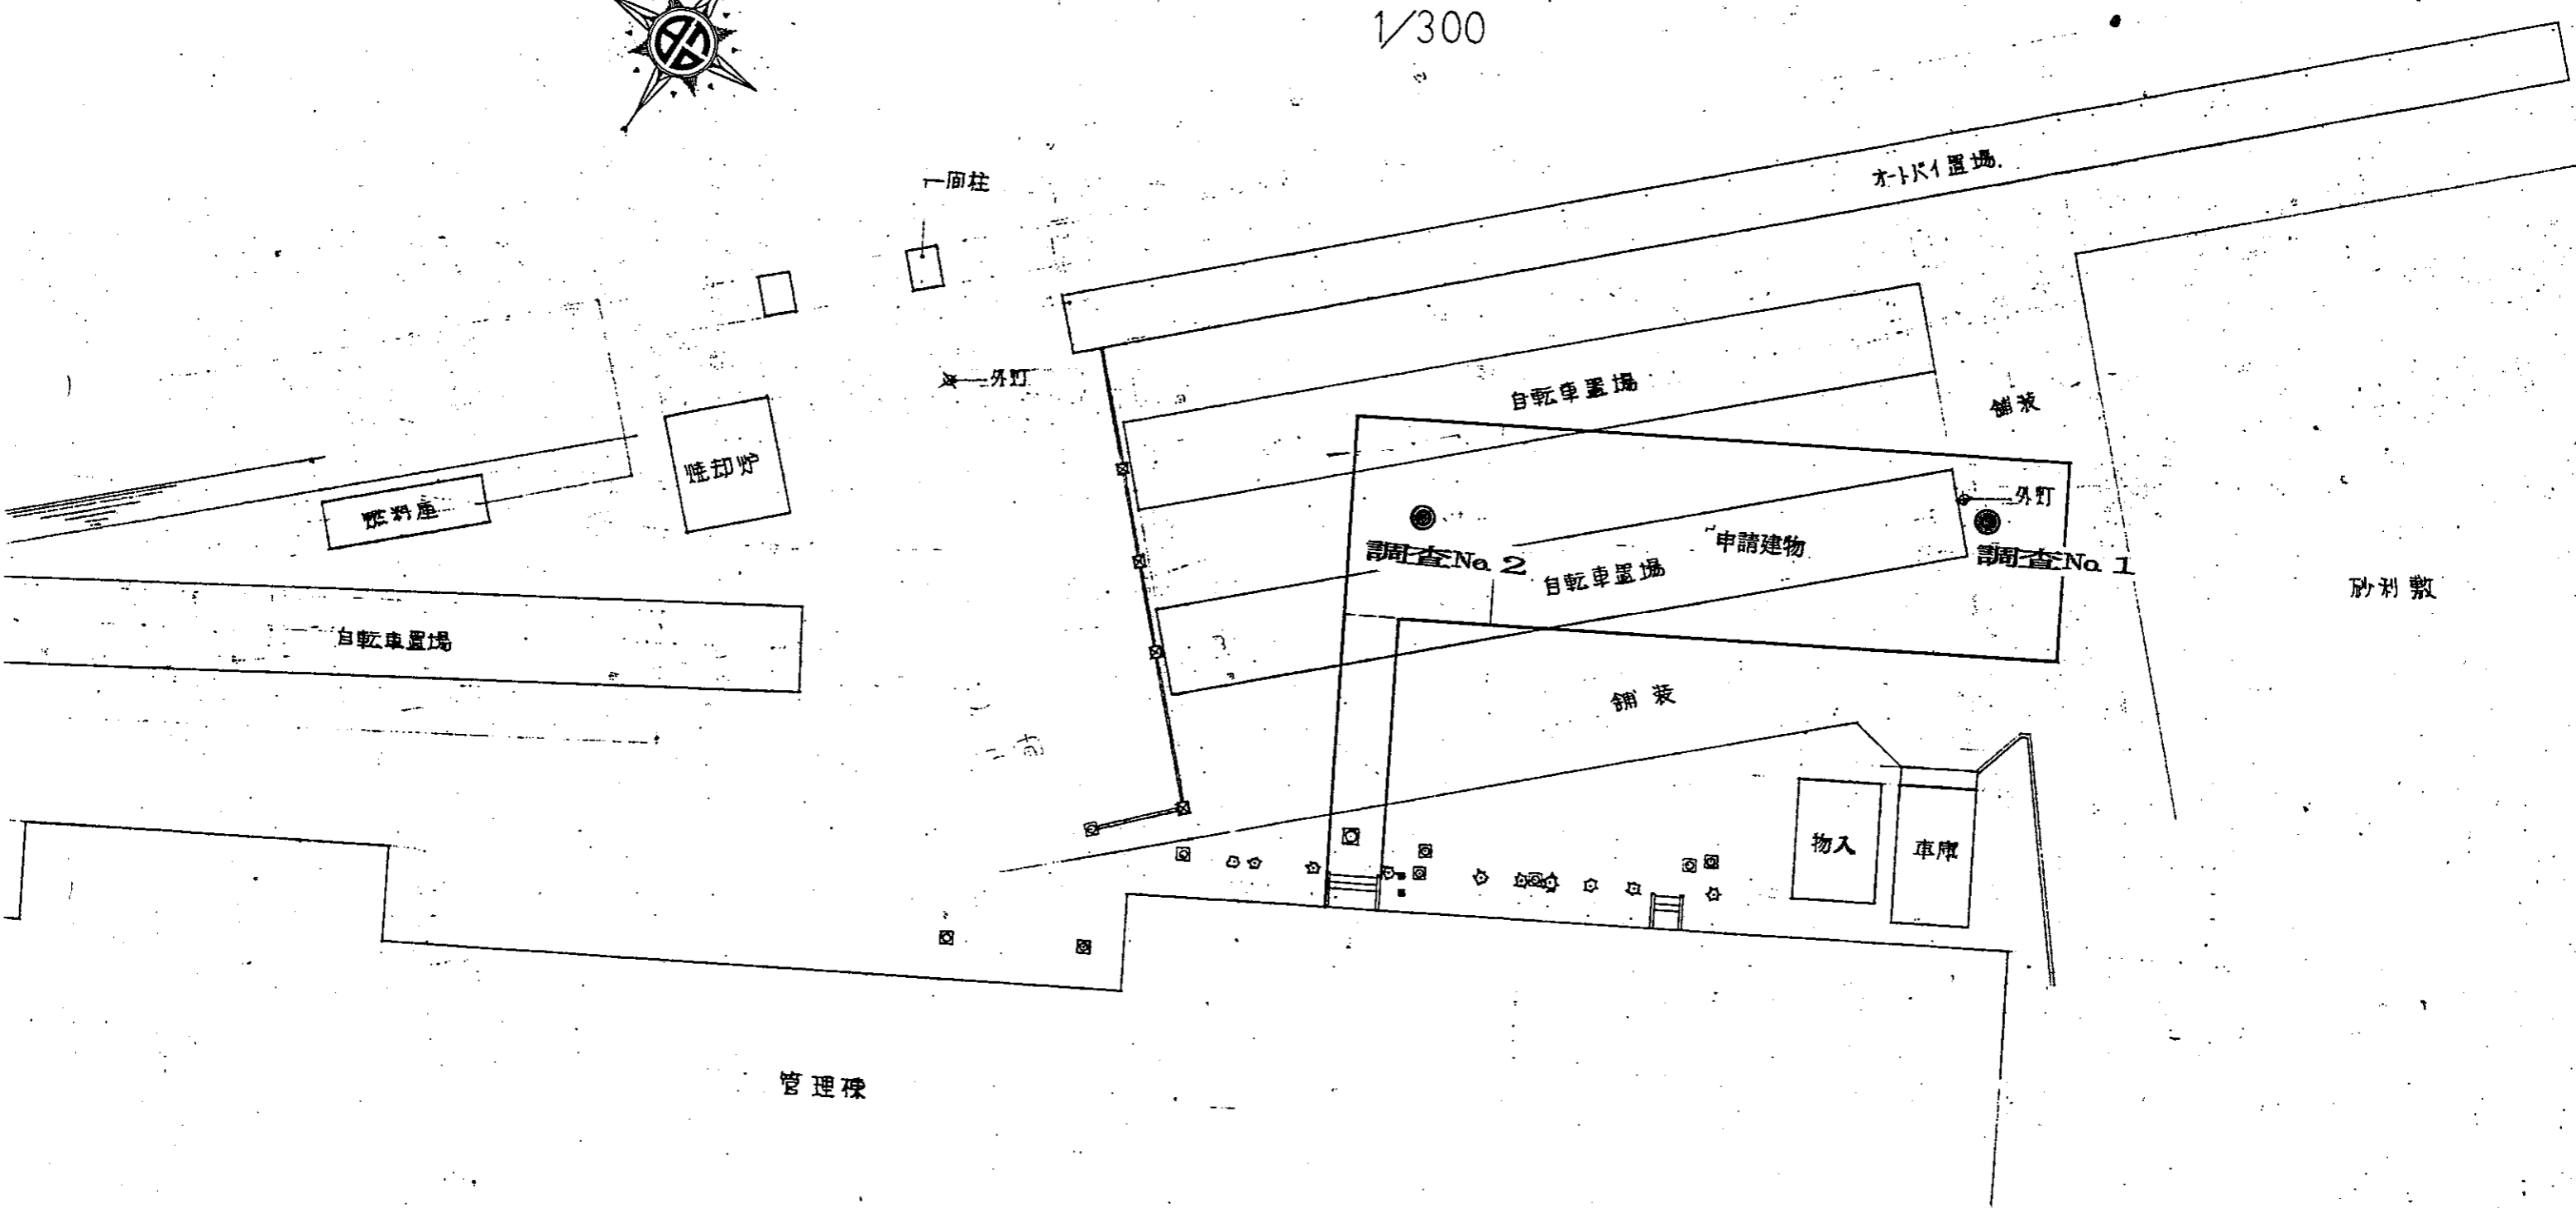 1/300
オートバイ置場
外灯
自転車置場
舗装
焼却炉
燃料庫
外灯
申請建物
調査No.2
調査No.1
自転車置場
砂利敷
自転車置場
舗装
物入
車庫
管理棟